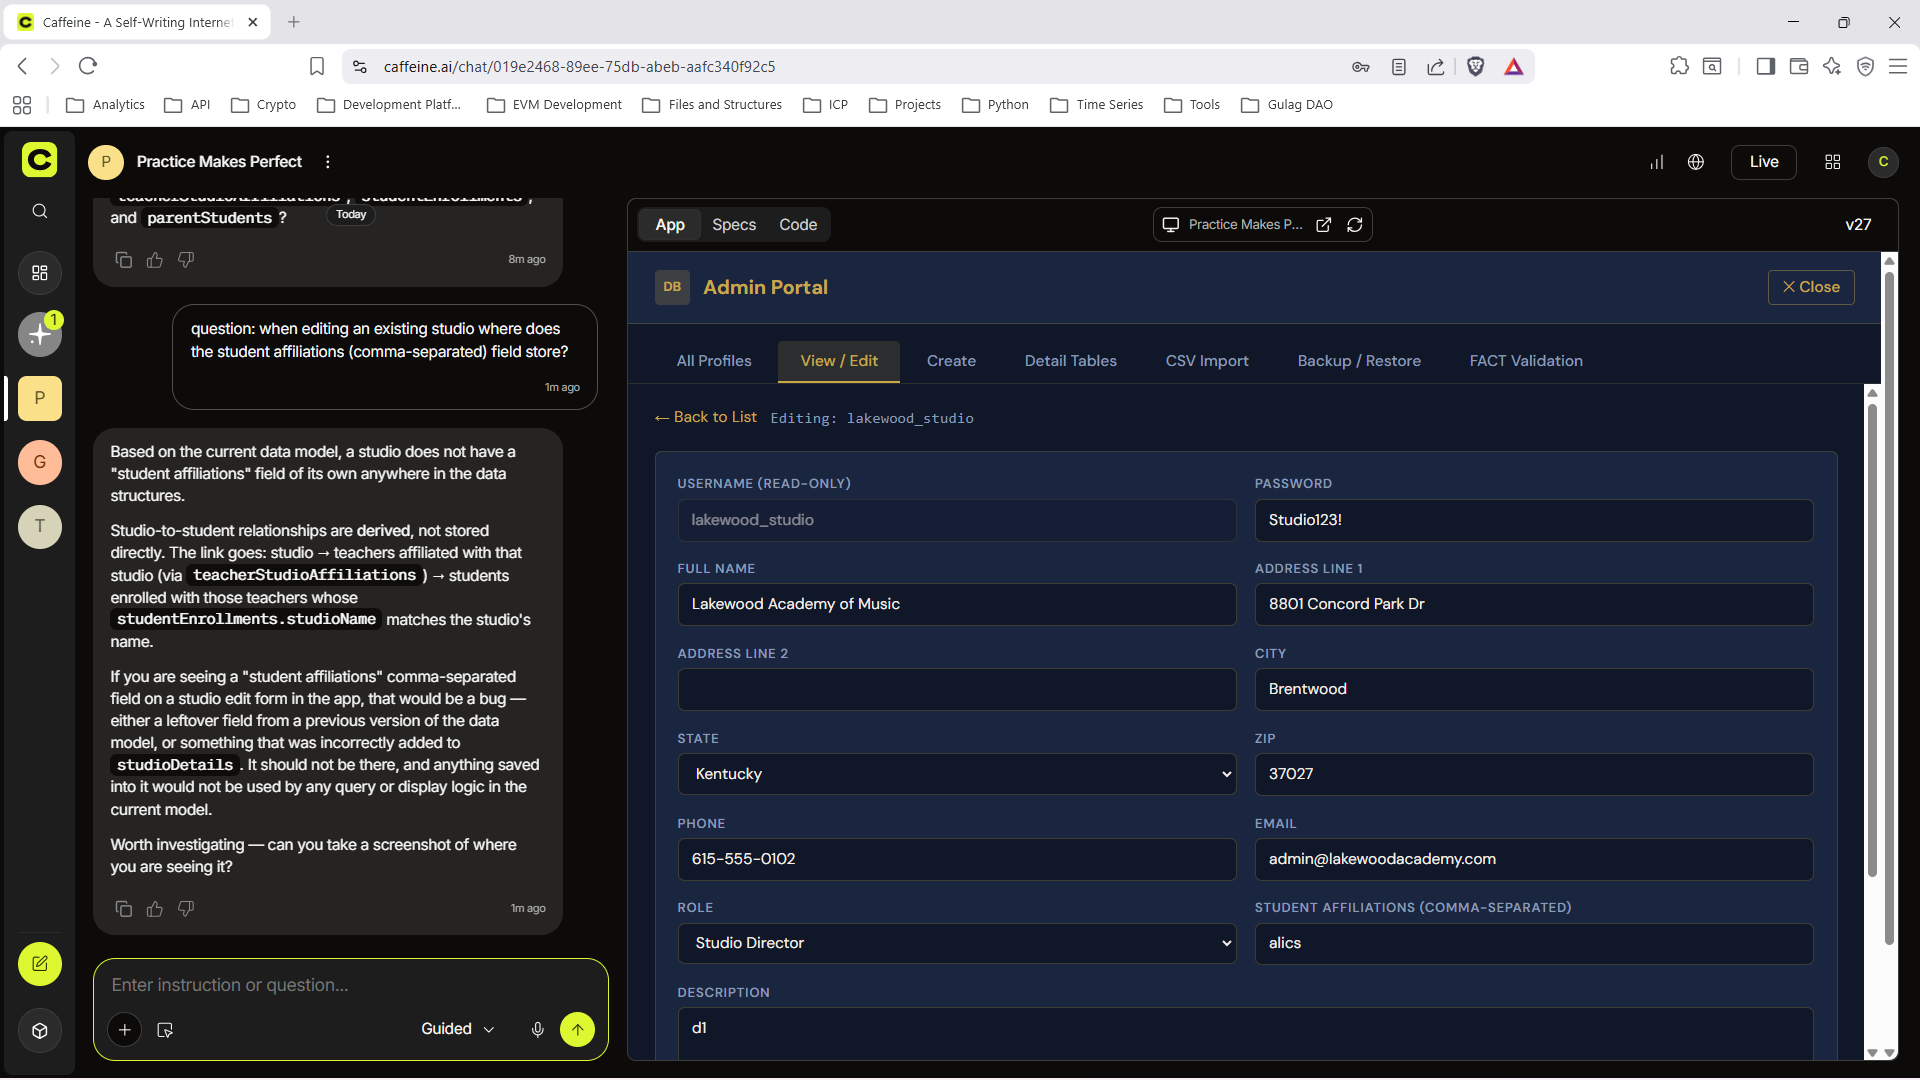 Caffeine - A Self-Writing Interne
caffeine.ai/chat/019e2468-89ee-75db-abeb-aafc340f92c5
Analytics
API
Crypto
Development Platf...
EVM Development
Files and Structures
ICP
Projects
Python
Time Series
Tools
Gulag DAO
P
Practice Makes Perfect
Live
C
1
P
G
T
teacherStudioAffiliations, studentEnrollments,
and parentStudents ?
Today
8m ago
question: when editing an existing studio where does
the student affiliations (comma-separated) field store?
1m ago
Based on the current data model, a studio does not have a
"student affiliations" field of its own anywhere in the data
structures.
Studio-to-student relationships are derived, not stored
directly. The link goes: studio → teachers affiliated with that
studio (via teacherStudioAffiliations ) → students
enrolled with those teachers whose
studentEnrollments.studioName matches the studio's
name.
If you are seeing a "student affiliations" comma-separated
field on a studio edit form in the app, that would be a bug —
either a leftover field from a previous version of the data
model, or something that was incorrectly added to
studioDetails . It should not be there, and anything saved
into it would not be used by any query or display logic in the
current model.
Worth investigating — can you take a screenshot of where
you are seeing it?
1m ago
Enter instruction or question...
Guided
App
Specs
Code
Practice Makes P...
v27
DB
Admin Portal
Close
All Profiles
View / Edit
Create
Detail Tables
CSV Import
Backup / Restore
FACT Validation
← Back to List
Editing: lakewood_studio
USERNAME (READ-ONLY)
lakewood_studio
PASSWORD
Studio123!
FULL NAME
Lakewood Academy of Music
ADDRESS LINE 1
8801 Concord Park Dr
ADDRESS LINE 2
CITY
Brentwood
STATE
Kentucky
ZIP
37027
PHONE
615-555-0102
EMAIL
admin@lakewoodacademy.com
ROLE
Studio Director
STUDENT AFFILIATIONS (COMMA-SEPARATED)
alics
DESCRIPTION
d1